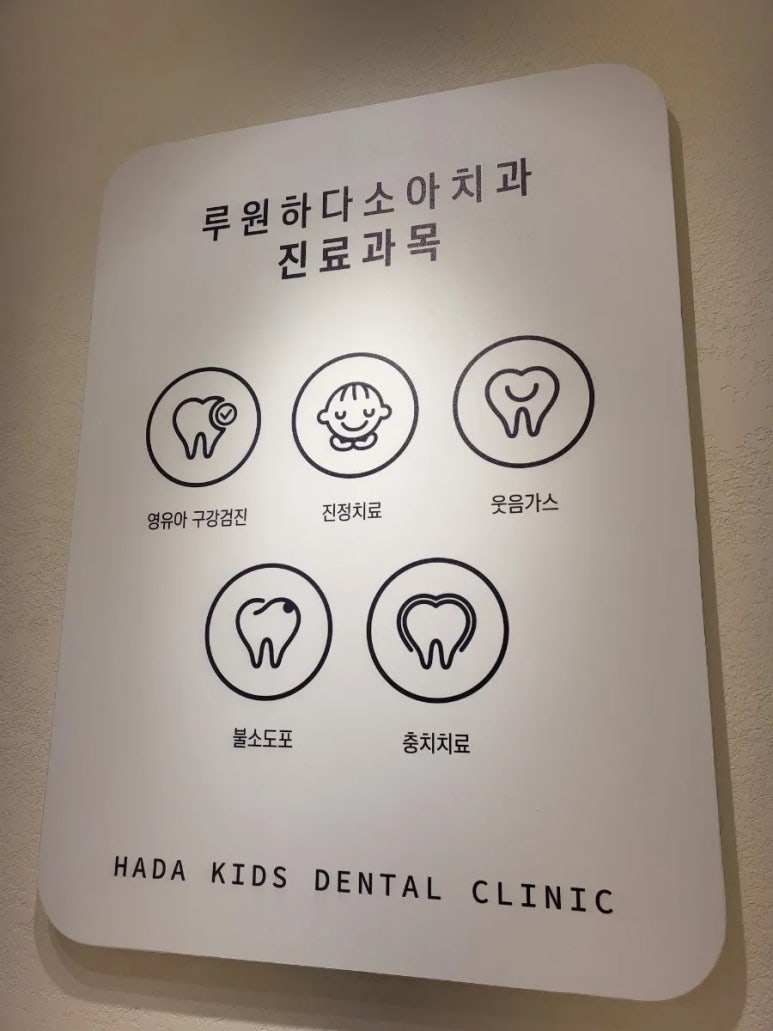 루원하다소아치과
진료과목
영유아 구강검진
진정치료
웃음가스
불소도포
충치치료
HADA KIDS DENTAL CLINIC